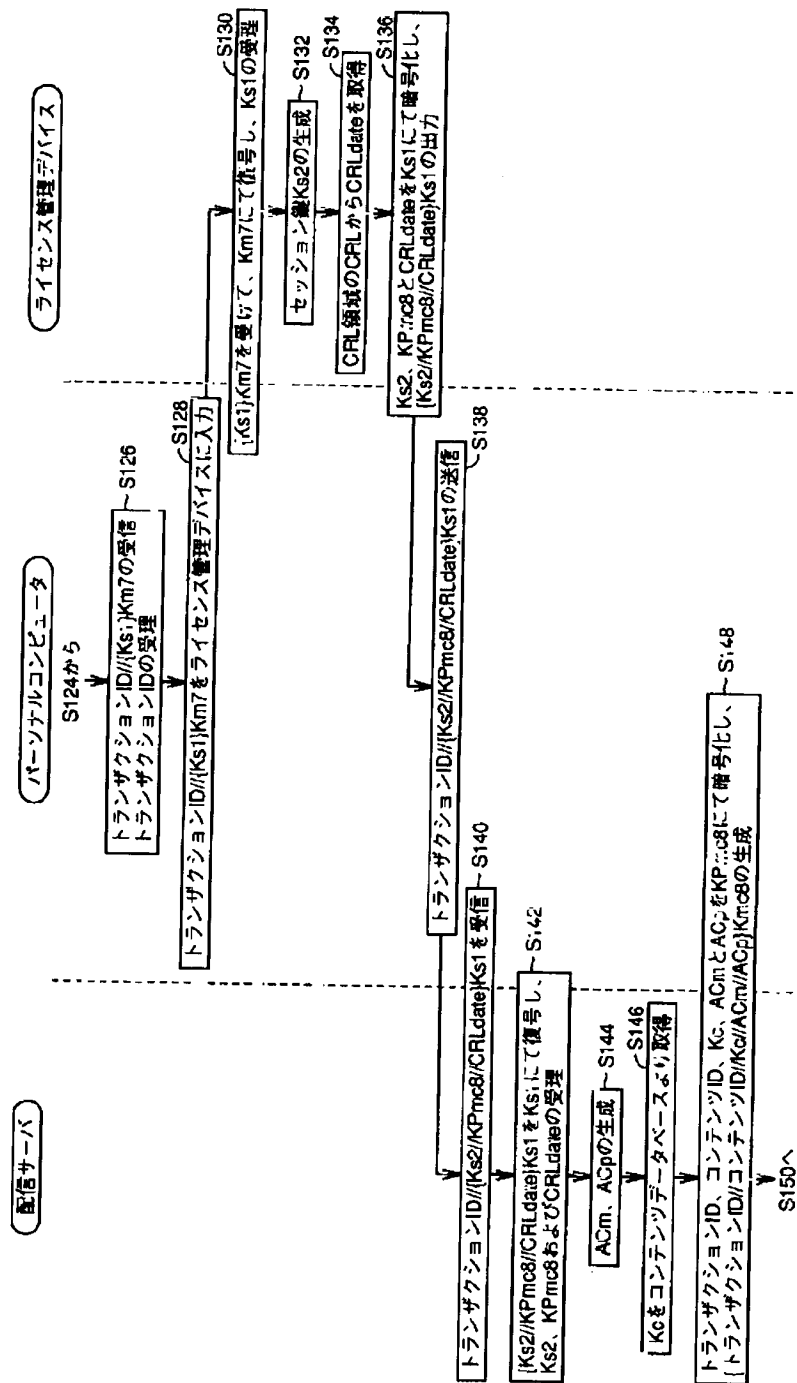 配信サーバ
パーソナルコンピュータ
ライセンス管理デバイス
S124から
トランザクションID//{Ks1}Km7の受信
トランザクションIDの受理
S126
S128
トランザクションID//{Ks1}Km7をライセンス管理デバイスに入力
S130
{Ks1}Km7を受けて、Km7にて復号し、Ks1の受理
S132
セッション鍵Ks2の生成
S134
CRL領域のCRLからCRLdateを取得
S136
Ks2、KPmc8とCRLdateをKs1にて暗号化し、
{Ks2//KPmc8//CRLdate}Ks1の出力
S138
トランザクションID//{Ks2//KPmc8//CRLdate}Ks1の送信
S140
トランザクションID//{Ks2//KPmc8//CRLdate}Ks1を受信
S142
{Ks2//KPmc8//CRLdate}Ks1をKs1にて復号し、
Ks2、KPmc8およびCRLdateの受理
S144
ACm、ACpの生成
S146
Kcをコンテンツデータベースより取得
S148
トランザクションID、コンテンツID、Kc、ACmとACpをKPmc8にて暗号化し、
{トランザクションID//コンテンツID//Kc//ACm//ACp}Kmc8の生成
S150へ